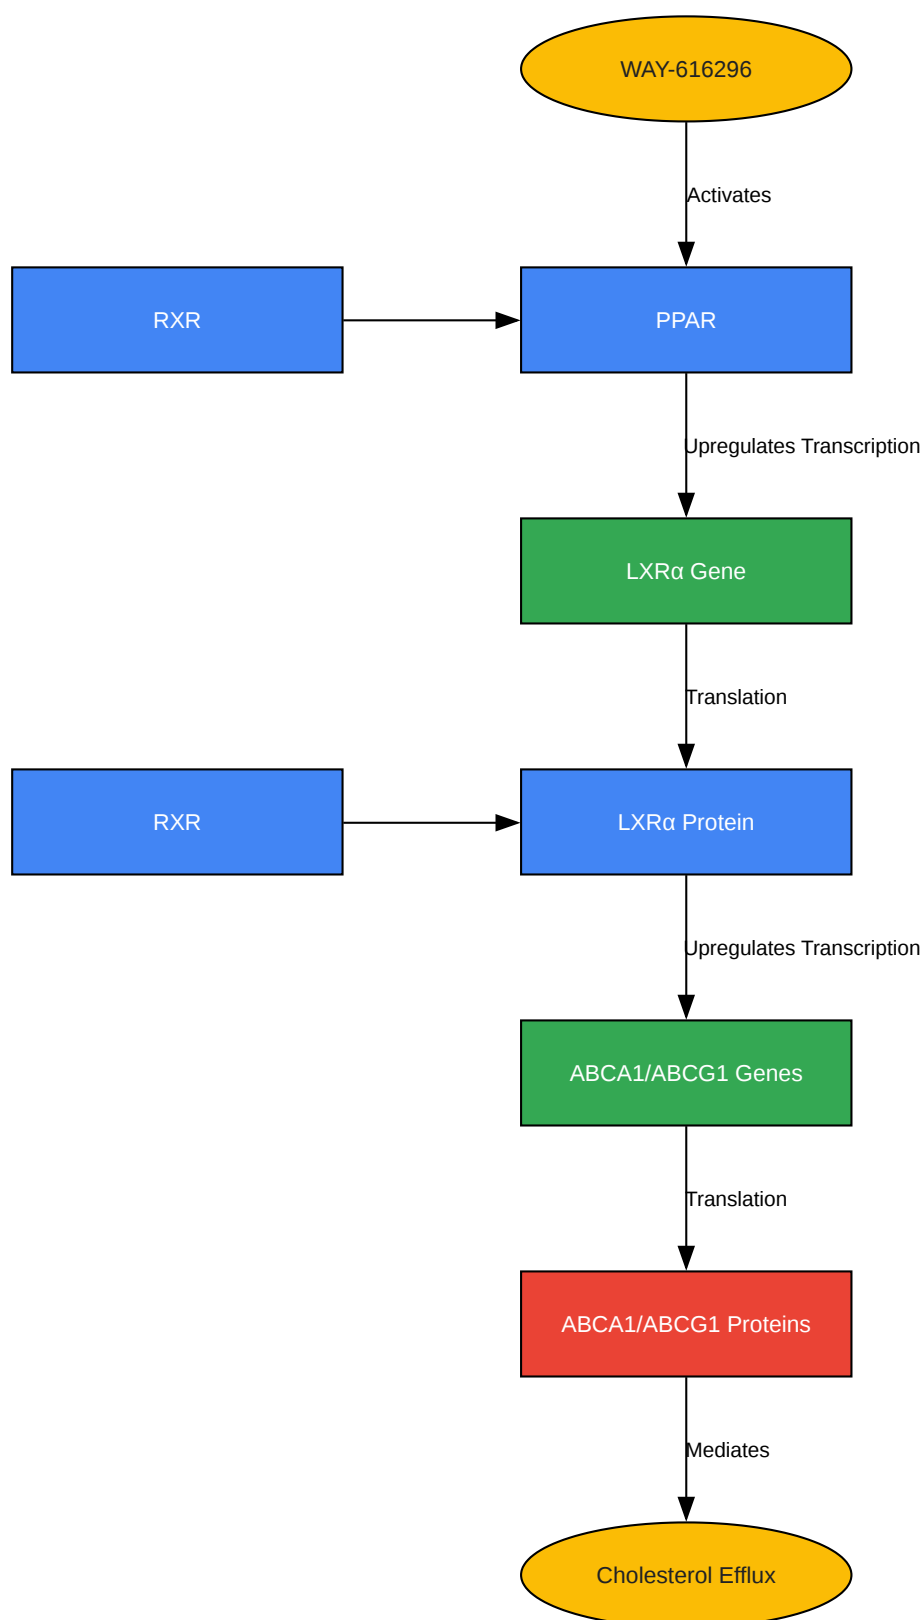 WAY-616296
Activates
RXR
PPAR
Upregulates Transcription
LXRα Gene
Translation
RXR
LXRα Protein
Upregulates Transcription
ABCA1/ABCG1 Genes
Translation
ABCA1/ABCG1 Proteins
Mediates
Cholesterol Efflux